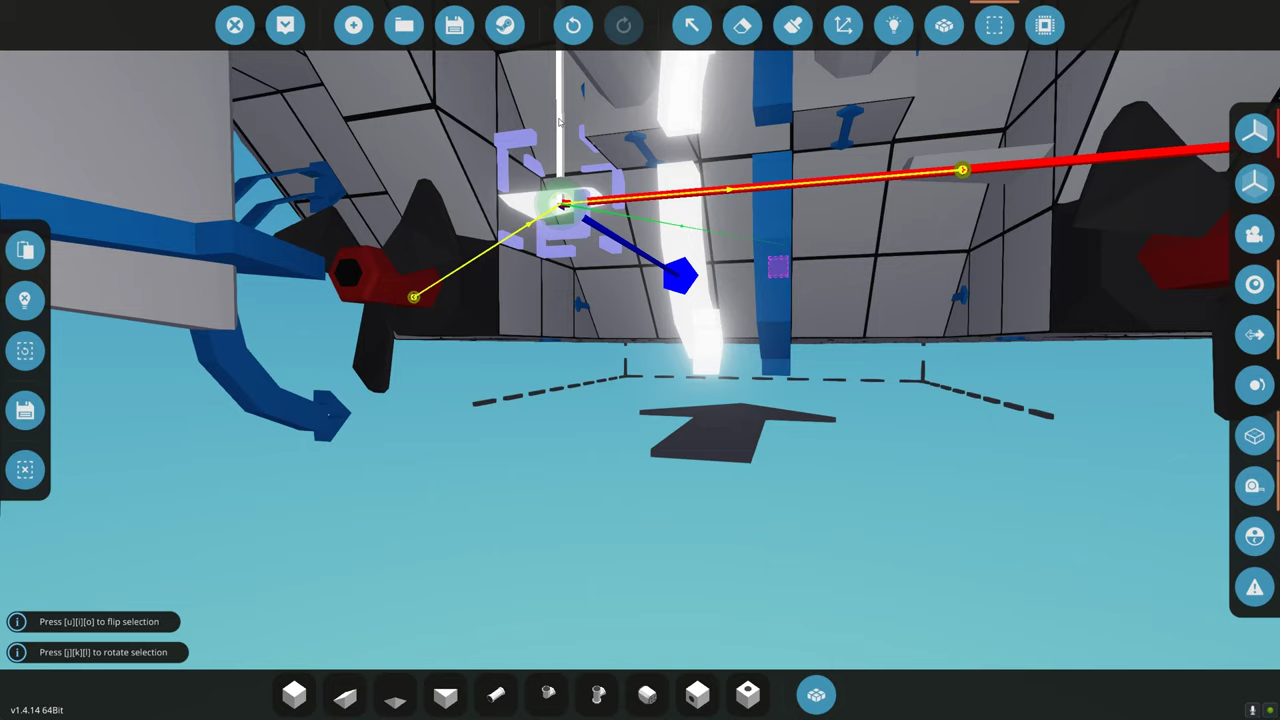 Press [u][i][o] to flip selection
Press [j][k][l] to rotate selection
v1.4.14 64Bit